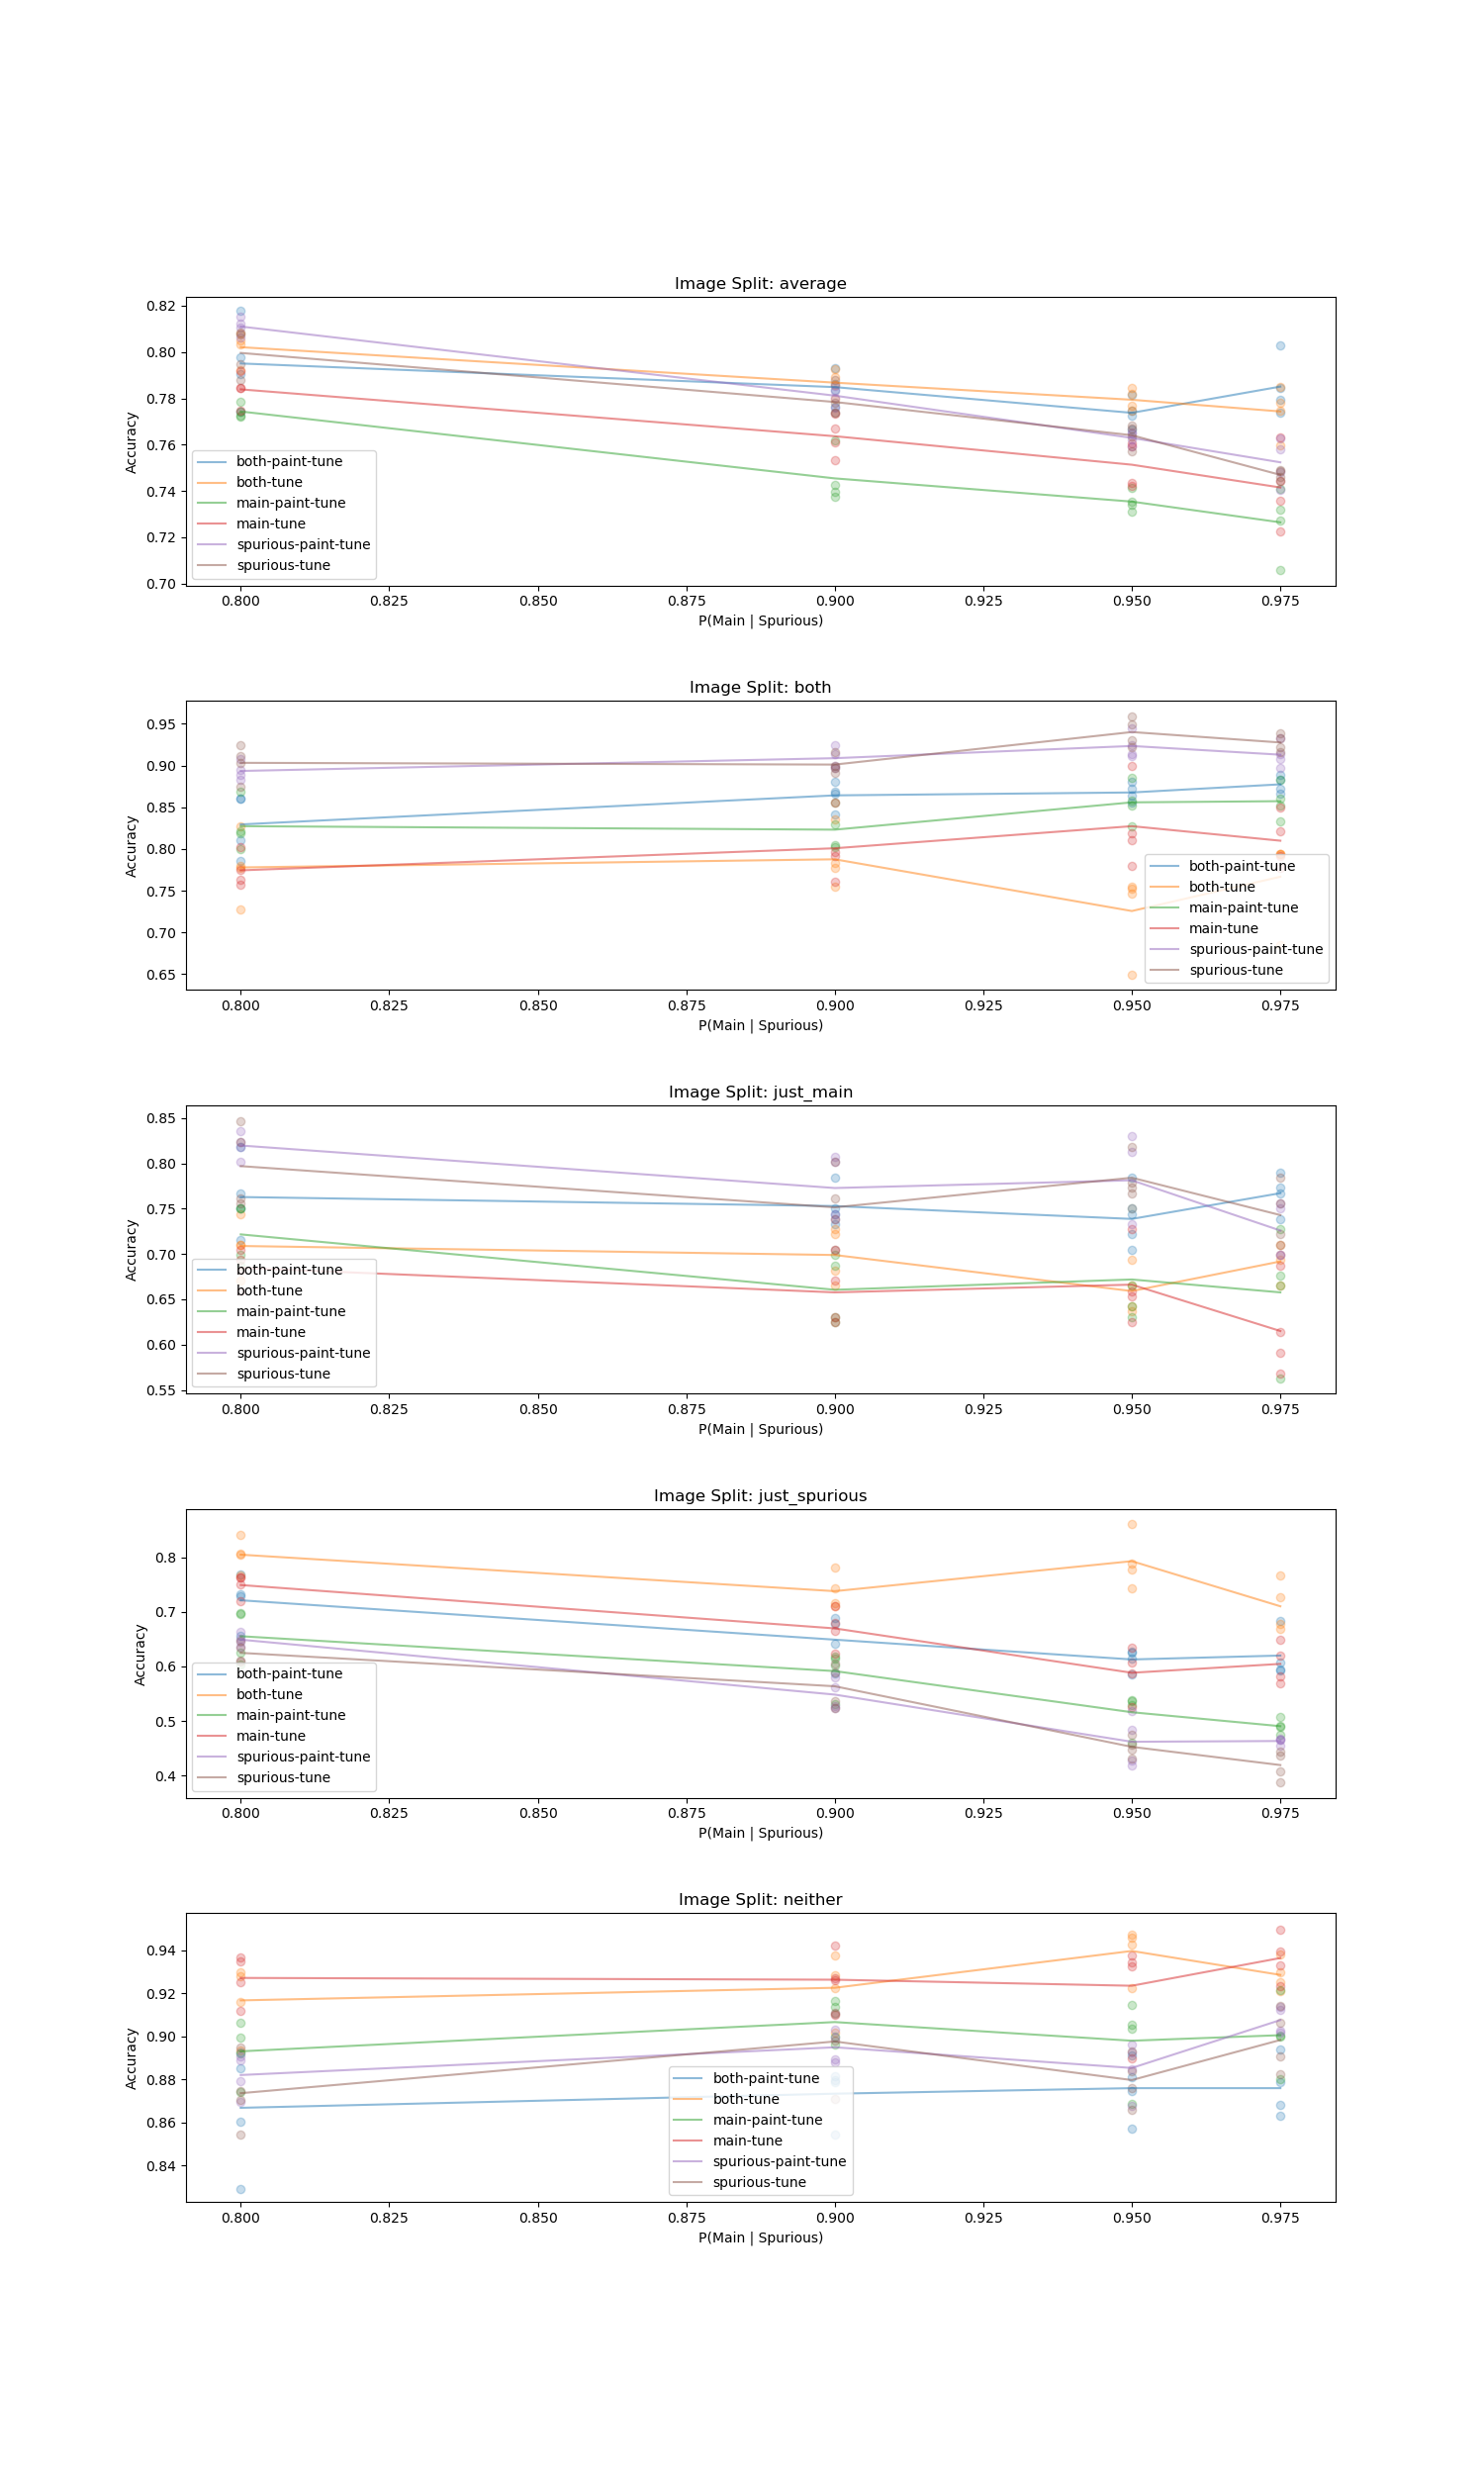 Image Split: average
0.82
0.80
0.78
0.76
0.74
0.72
0.70
Accuracy
both-paint-tune
both-tune
main-paint-tune
main-tune
spurious-paint-tune
spurious-tune
0.800 0.825 0.850 0.875 0.900 0.925 0.950 0.975
P(Main | Spurious)
Image Split: both
0.95
0.90
0.85
0.80
0.75
0.70
0.65
Accuracy
both-paint-tune
both-tune
main-paint-tune
main-tune
spurious-paint-tune
spurious-tune
0.800 0.825 0.850 0.875 0.900 0.925 0.950 0.975
P(Main | Spurious)
Image Split: just_main
0.85
0.80
0.75
0.70
0.65
0.60
0.55
Accuracy
both-paint-tune
both-tune
main-paint-tune
main-tune
spurious-paint-tune
spurious-tune
0.800 0.825 0.850 0.875 0.900 0.925 0.950 0.975
P(Main | Spurious)
Image Split: just_spurious
0.8
0.7
0.6
0.5
0.4
Accuracy
both-paint-tune
both-tune
main-paint-tune
main-tune
spurious-paint-tune
spurious-tune
0.800 0.825 0.850 0.875 0.900 0.925 0.950 0.975
P(Main | Spurious)
Image Split: neither
0.94
0.92
0.90
0.88
0.86
0.84
Accuracy
both-paint-tune
both-tune
main-paint-tune
main-tune
spurious-paint-tune
spurious-tune
0.800 0.825 0.850 0.875 0.900 0.925 0.950 0.975
P(Main | Spurious)